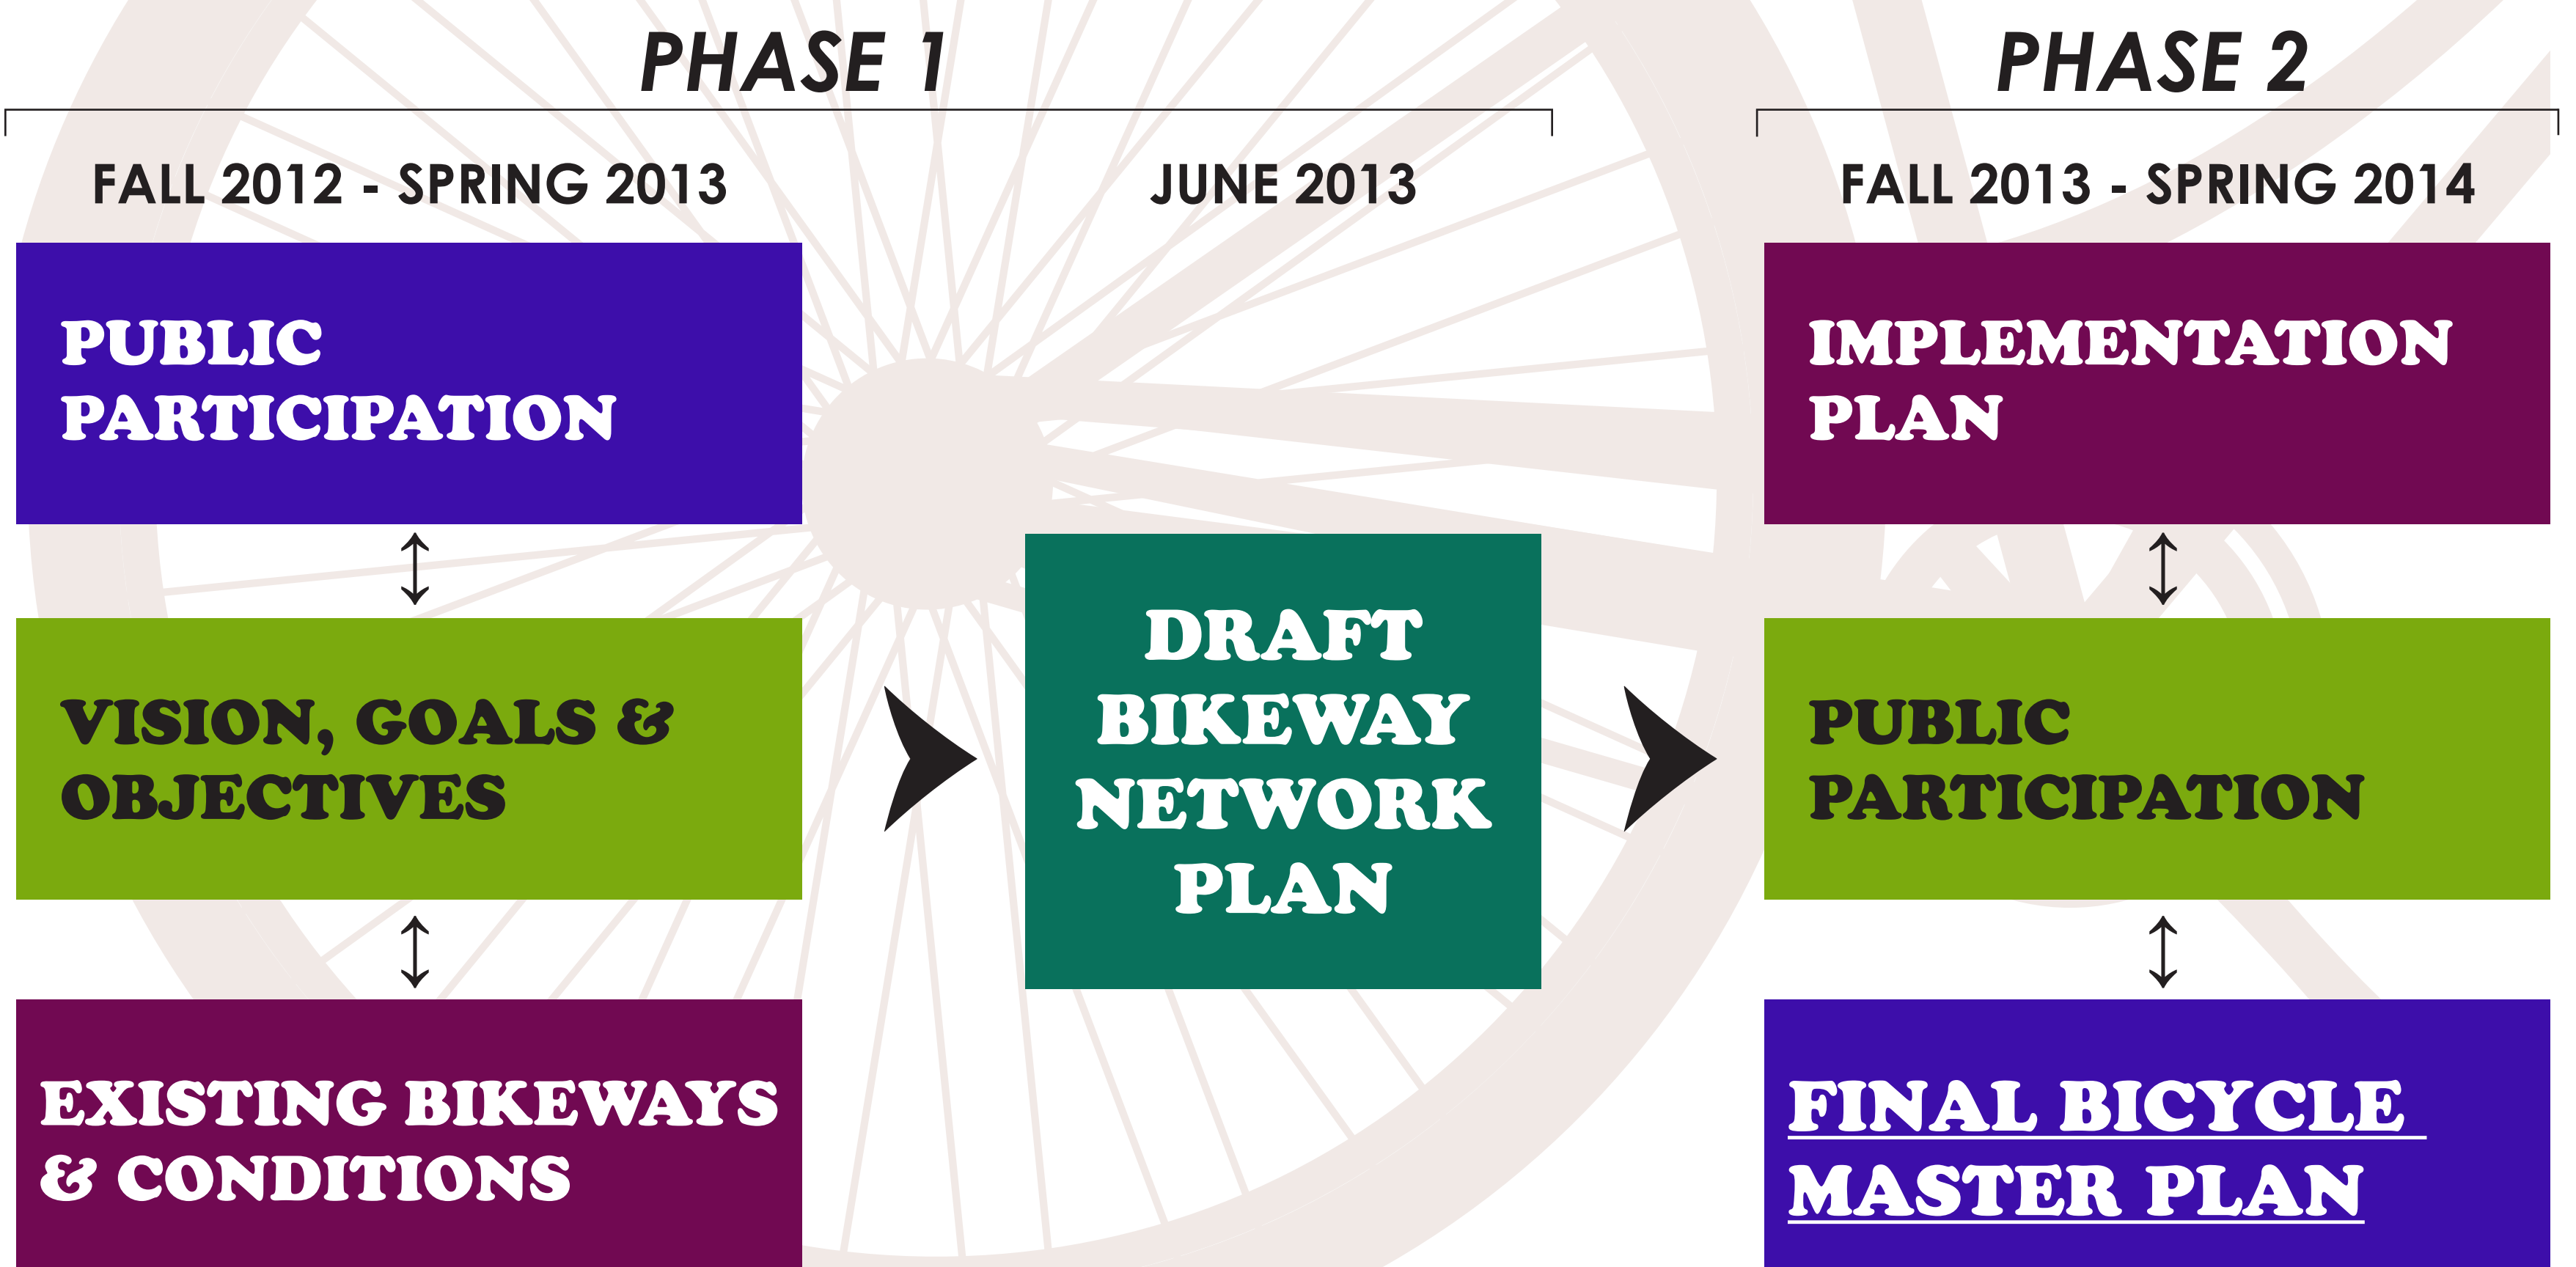 PHASE 1
FALL 2012 - SPRING 2013
PUBLIC
PARTICIPATION
VISION, GOALS &
OBJECTIVES
EXISTING BIKEWAYS
& CONDITIONS
JUNE 2013
DRAFT
BIKEWAY
NETWORK
PLAN
PHASE 2
FALL 2013 - SPRING 2014
IMPLEMENTATION
PLAN
PUBLIC
PARTICIPATION
FINAL BICYCLE
MASTER PLAN